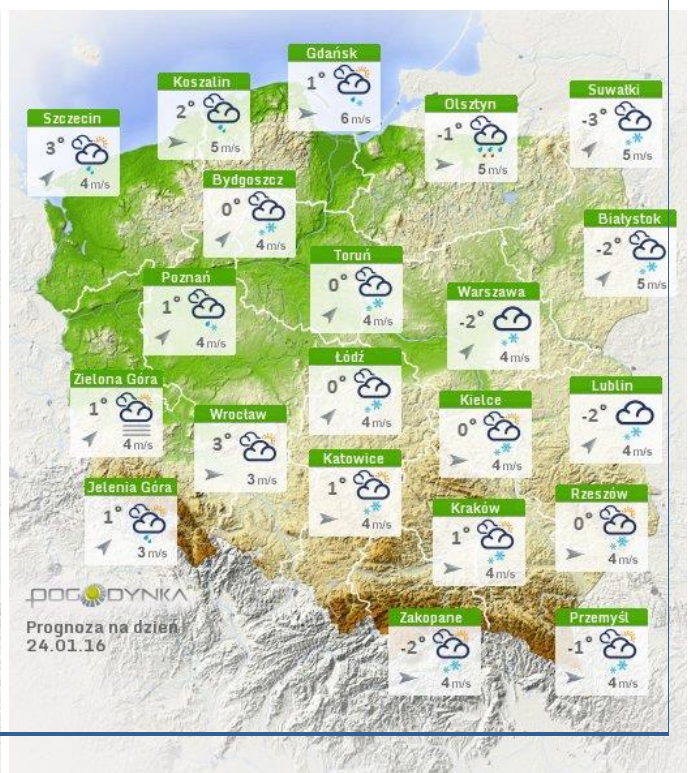 Gdańsk
1°
6 m/s
Koszalin
2°
5 m/s
Suwałki
-3°
5 m/s
Olsztyn
-1°
5 m/s
Szczecin
3°
4 m/s
Bydgoszcz
0°
4 m/s
Białystok
-2°
5 m/s
Toruń
0°
4 m/s
Poznań
1°
4 m/s
Warszawa
-2°
4 m/s
Łódź
0°
4 m/s
Zielona Góra
1°
4 m/s
Lublin
-2°
4 m/s
Kielce
0°
4 m/s
Wrocław
3°
3 m/s
Katowice
1°
4 m/s
Jelenia Góra
1°
3 m/s
Rzeszów
0°
4 m/s
Kraków
1°
4 m/s
POGODYNKA
Prognoza na dzień
24.01.16
Zakopane
-2°
4 m/s
Przemyśl
-1°
4 m/s